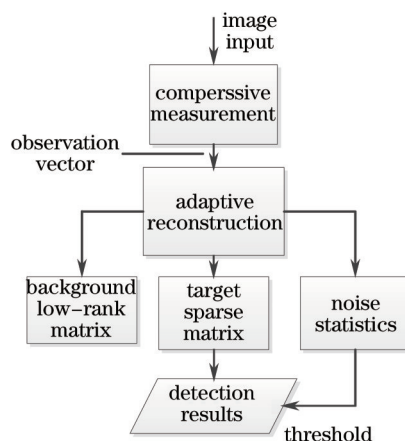 image
input
comperssive
measurement
observation
vector
adaptive
reconstruction
background
low-rank
matrix
target
sparse
matrix
noise
statistics
detection
results
threshold